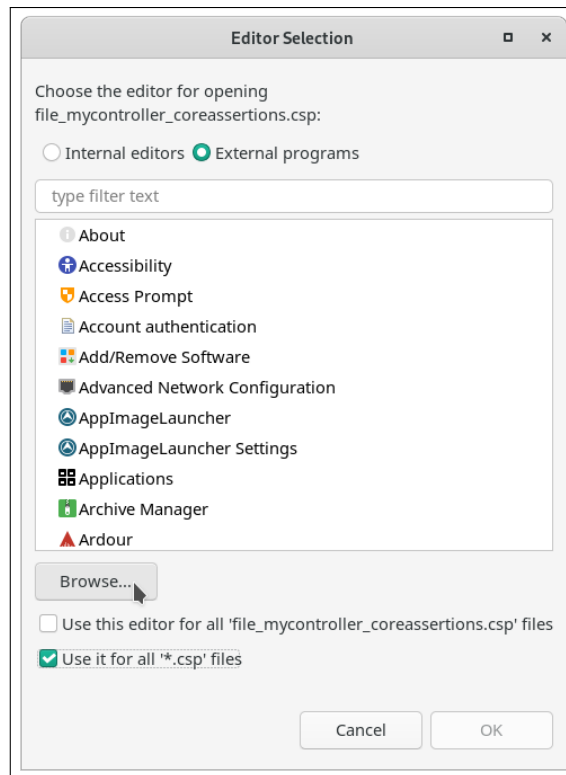 Editor Selection
Choose the editor for opening
file_mycontroller_coreassertions.csp:
Internal editors External programs
type filter text
About
Accessibility
Access Prompt
Account authentication
Add/Remove Software
Advanced Network Configuration
AppImageLauncher
AppImageLauncher Settings
Applications
Archive Manager
Ardour
Browse...
Use this editor for all 'file_mycontroller_coreassertions.csp' files
Use it for all '*.csp' files
Cancel OK